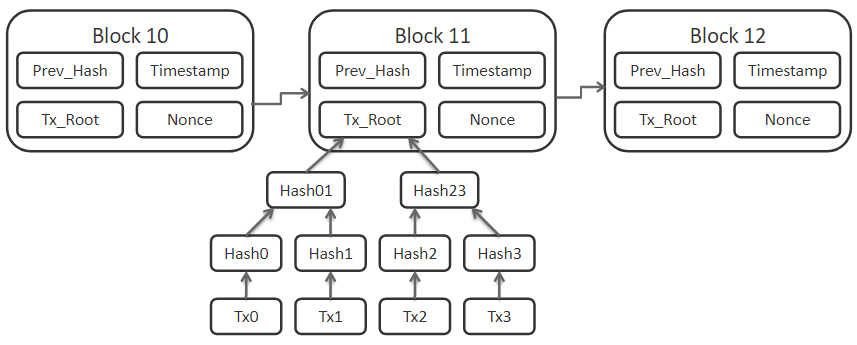 Block 10
Prev_Hash
Timestamp
Tx_Root
Nonce
Block 11
Prev_Hash
Timestamp
Tx_Root
Nonce
Block 12
Prev_Hash
Timestamp
Tx_Root
Nonce
Hash01
Hash23
Hash0
Hash1
Hash2
Hash3
Tx0
Tx1
Tx2
Tx3